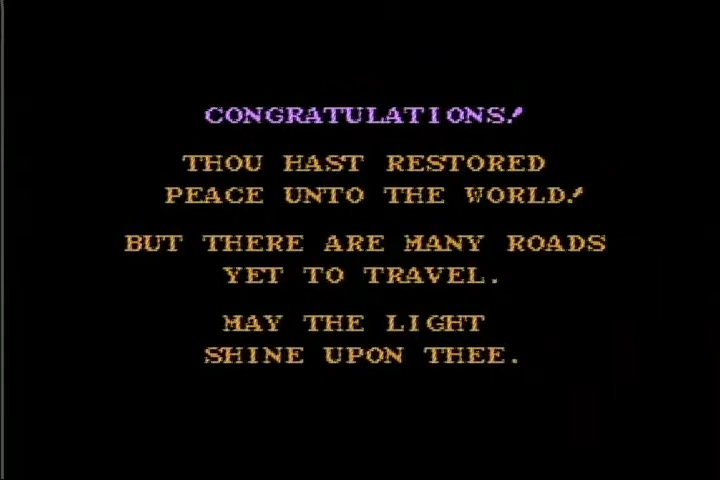 CONGRATULATIONS!
THOU HAST RESTORED
PEACE UNTO THE WORLD!
BUT THERE ARE MANY ROADS
YET TO TRAVEL.
MAY THE LIGHT
SHINE UPON THEE.